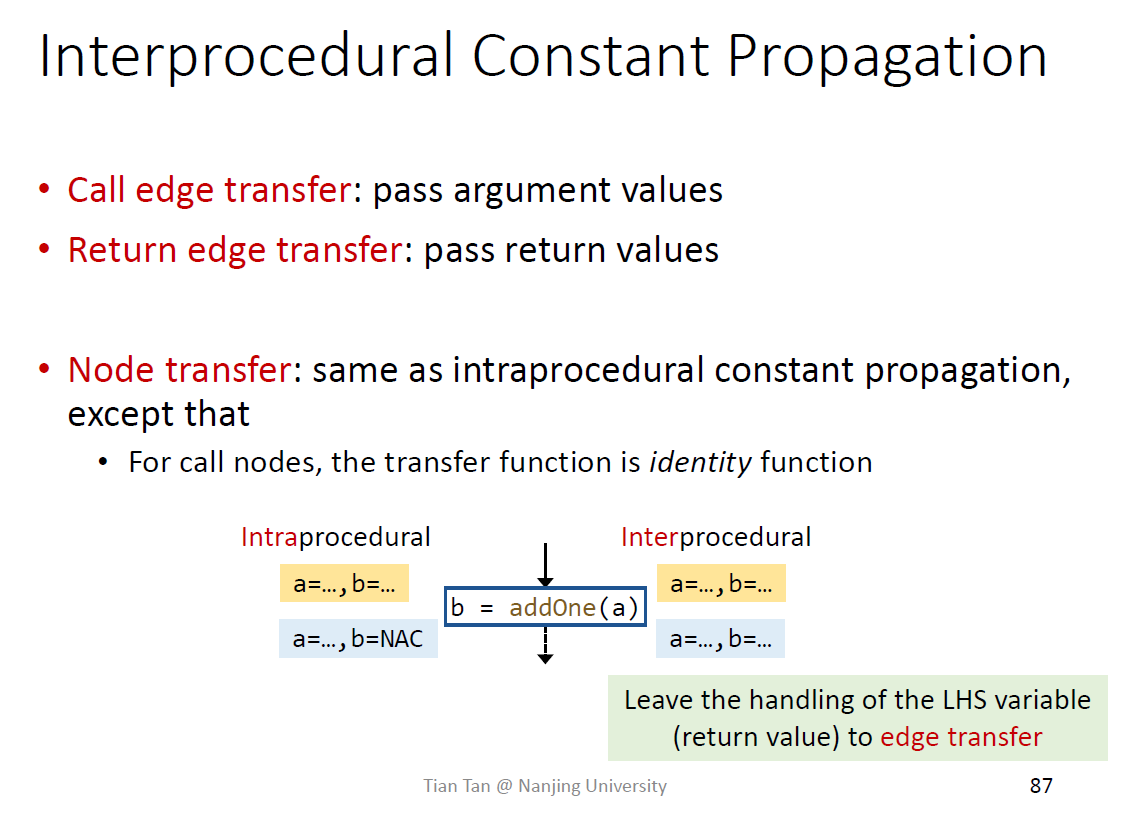 Interprocedural Constant Propagation
• Call edge transfer: pass argument values
• Return edge transfer: pass return values
• Node transfer: same as intraprocedural constant propagation,
except that
• For call nodes, the transfer function is identity function
Intraprocedural
Interprocedural
a=…,b=…
a=…,b=…
b = addOne(a)
a=…,b=NAC
a=…,b=…
Leave the handling of the LHS variable
(return value) to edge transfer
Tian Tan @ Nanjing University
87